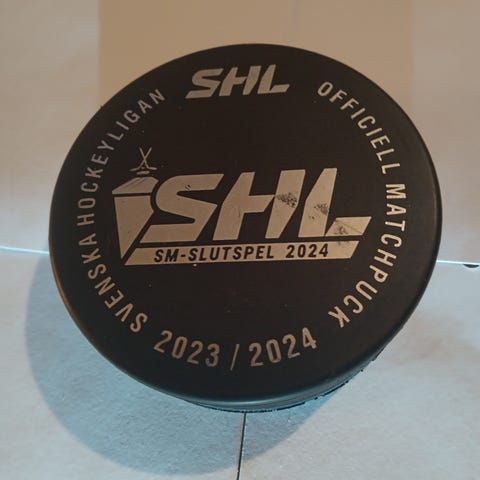 SHL
SVENSKA HOCKEYLIGAN
OFFICIELL MATCHPUCK
SHL
SM-SLUTSPEL 2024
2023 / 2024